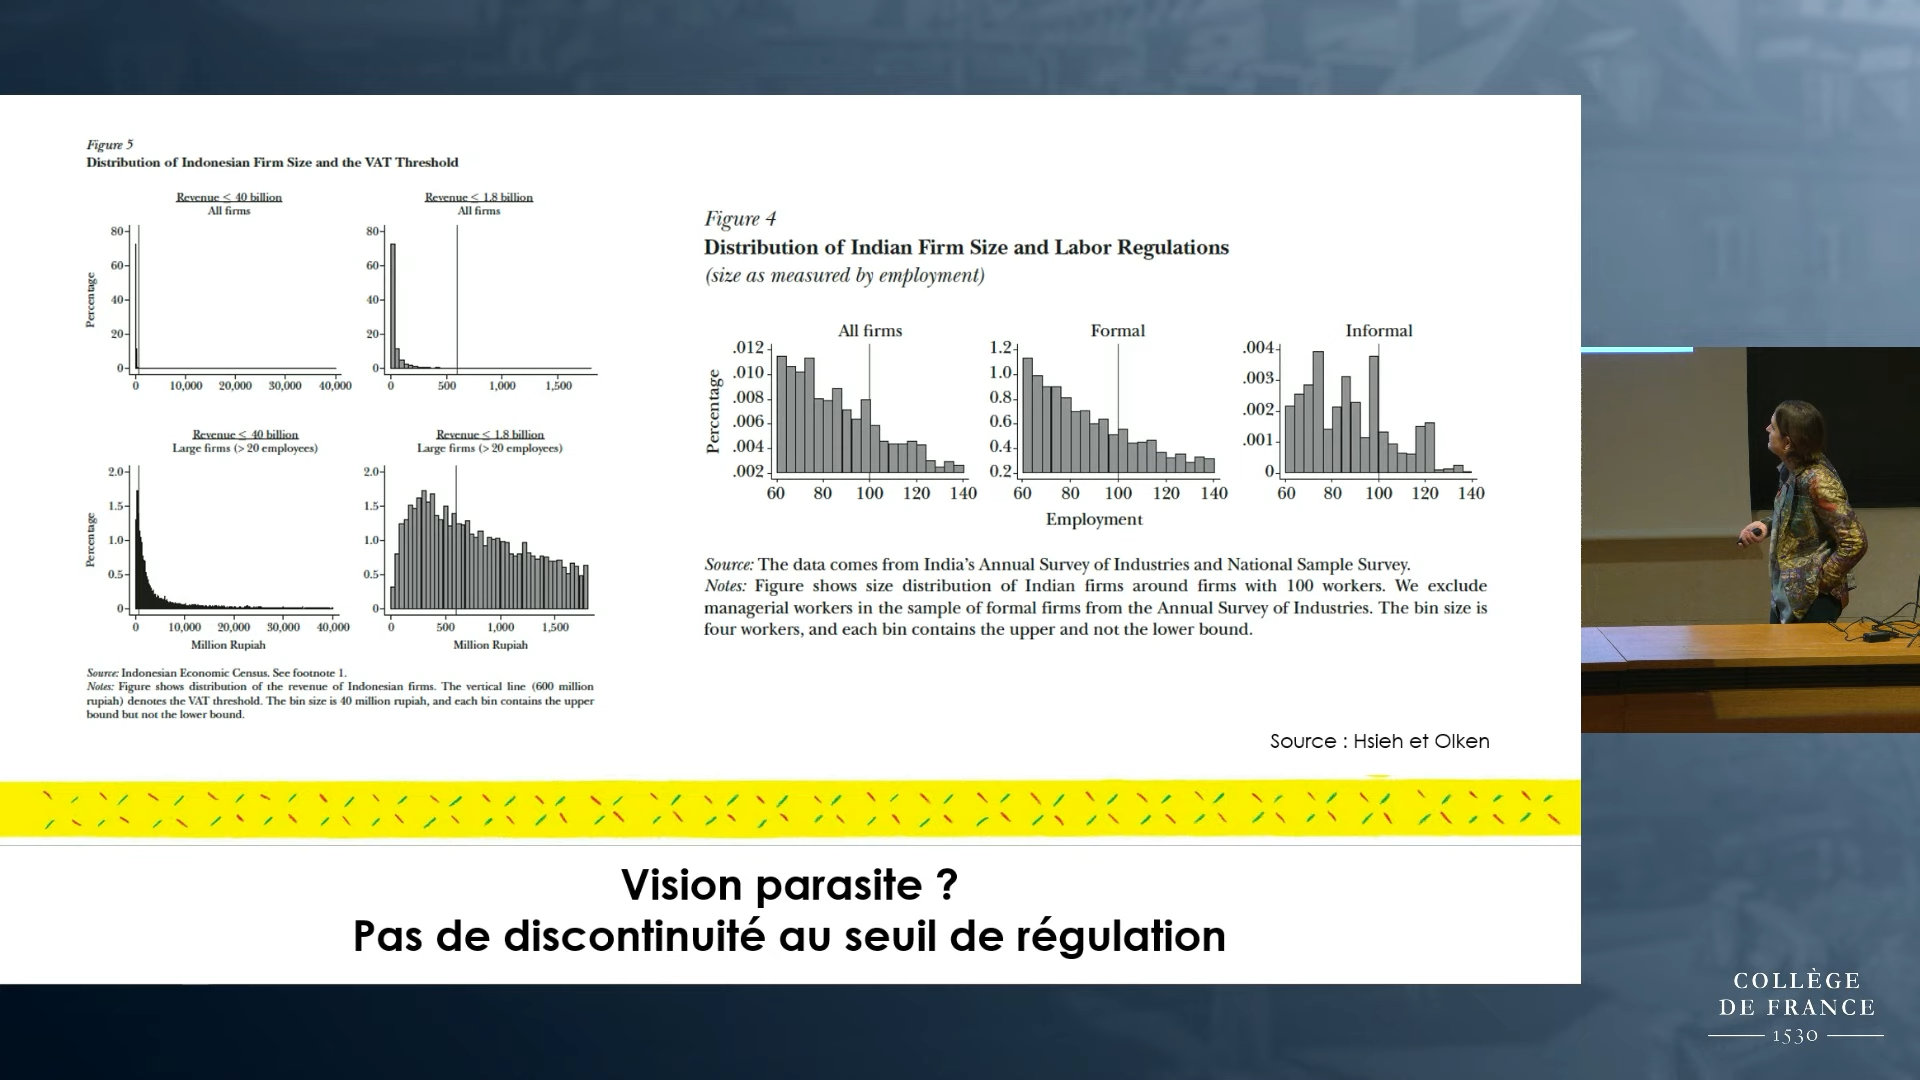 Figure 5
Distribution of Indonesian Firm Size and the VAT Threshold
Revenue ≤ 40 billion
All firms
Revenue ≤ 1.8 billion
All firms
Percentage
80
60
40
20
0
0 10,000 20,000 30,000 40,000
80
60
40
20
0
0 500 1,000 1,500
Revenue ≤ 40 billion
Large firms (> 20 employees)
Revenue ≤ 1.8 billion
Large firms (> 20 employees)
Percentage
2.0
1.5
1.0
0.5
0
0 10,000 20,000 30,000 40,000
Million Rupiah
2.0
1.5
1.0
0.5
0
0 500 1,000 1,500
Million Rupiah
Source: Indonesian Economic Census. See footnote 1.
Notes: Figure shows distribution of the revenue of Indonesian firms. The vertical line (600 million
rupiah) denotes the VAT threshold. The bin size is 40 million rupiah, and each bin contains the upper
bound but not the lower bound.
Figure 4
Distribution of Indian Firm Size and Labor Regulations
(size as measured by employment)
All firms
Formal
Informal
Percentage
.012
.010
.008
.006
.004
.002
60 80 100 120 140
1.2
1.0
0.8
0.6
0.4
0.2
60 80 100 120 140
.004
.003
.002
.001
0
60 80 100 120 140
Employment
Source: The data comes from India's Annual Survey of Industries and National Sample Survey.
Notes: Figure shows size distribution of Indian firms around firms with 100 workers. We exclude
managerial workers in the sample of formal firms from the Annual Survey of Industries. The bin size is
four workers, and each bin contains the upper and not the lower bound.
Source : Hsieh et Olken
Vision parasite ?
Pas de discontinuité au seuil de régulation
COLLÈGE
DE FRANCE
1530